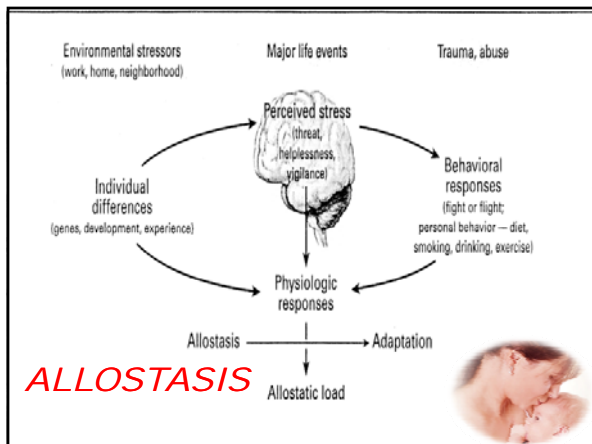 Environmental stressors
(work, home, neighborhood)
Major life events
Trauma, abuse
Perceived stress
(threat,
helplessness,
vigilance)
Individual
differences
(genes, development, experience)
Behavioral
responses
(fight or flight;
personal behavior — diet,
smoking, drinking, exercise)
Physiologic
responses
Allostasis
Adaptation
Allostatic load
ALLOSTASIS